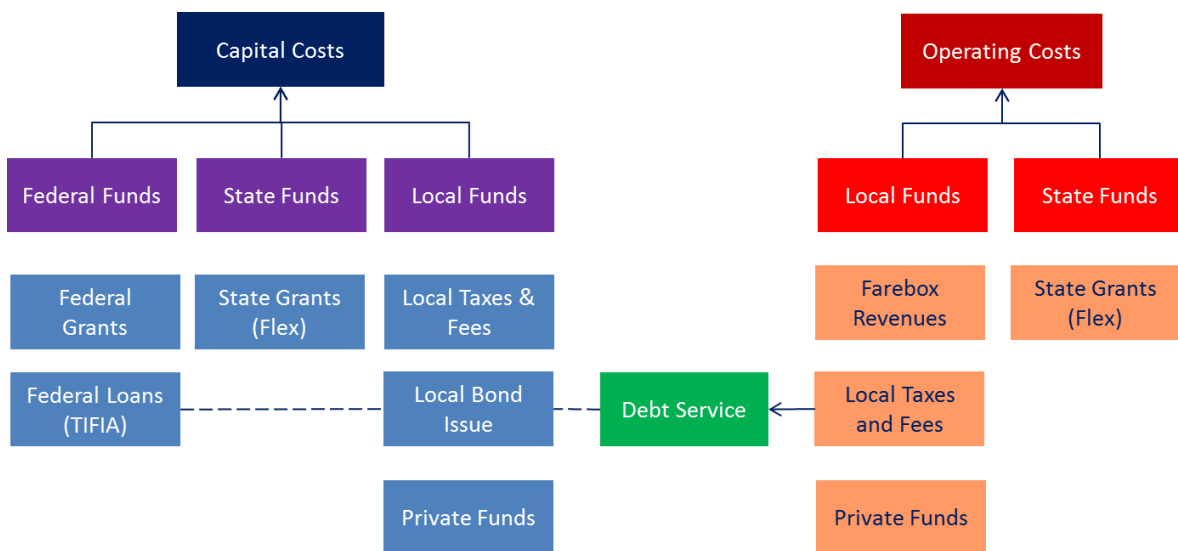 Capital Costs
Operating Costs
Federal Funds
State Funds
Local Funds
Local Funds
State Funds
Federal
Grants
State Grants
(Flex)
Local Taxes &
Fees
Farebox
Revenues
State Grants
(Flex)
Federal Loans
(TIFIA)
Local Bond
Issue
Debt Service
Local Taxes
and Fees
Private Funds
Private Funds